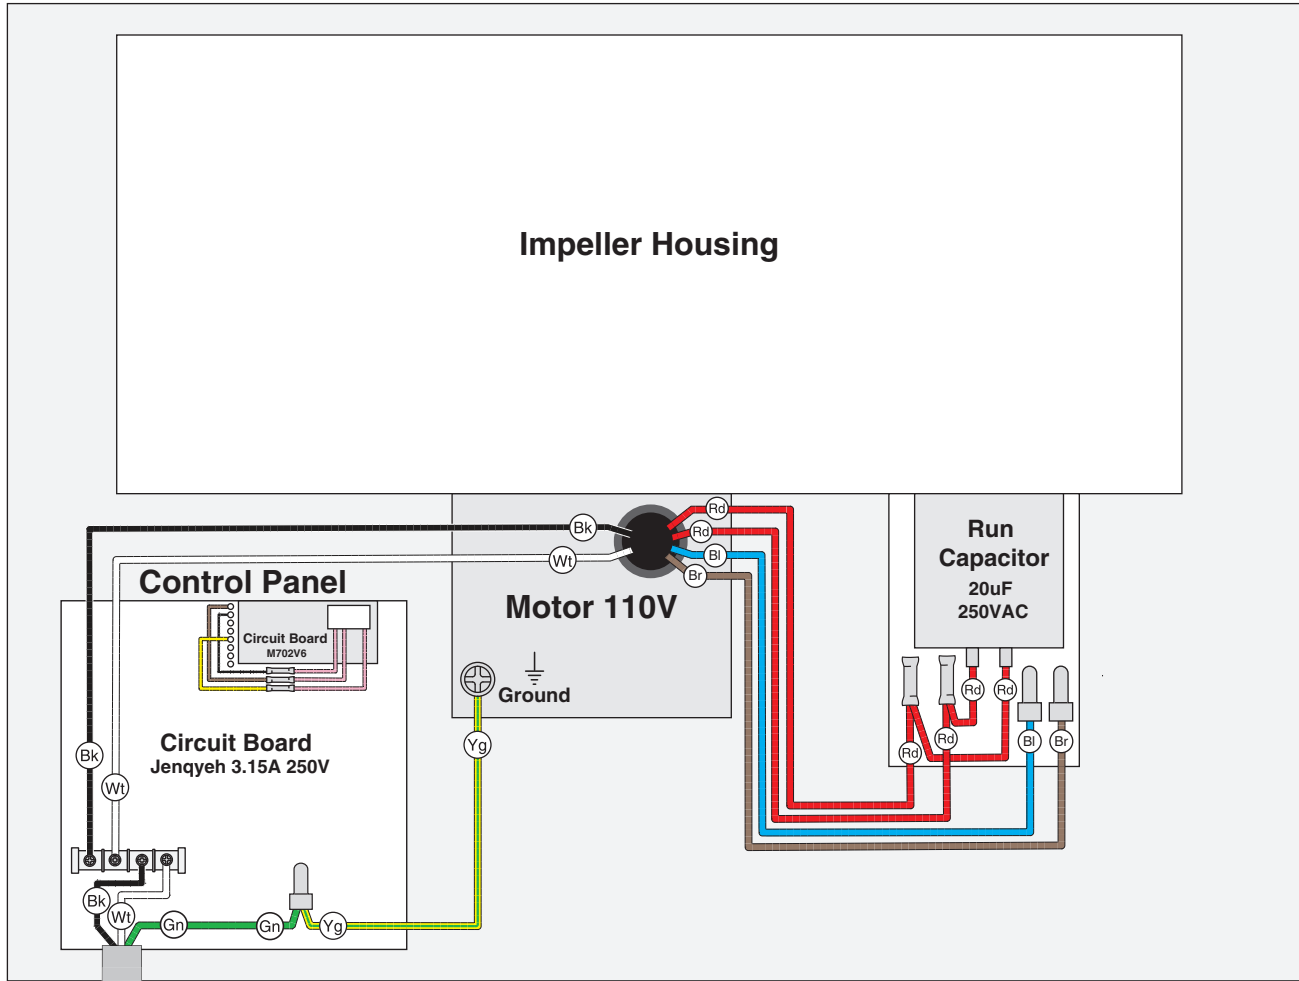 Impeller Housing
Rd
Bk
Rd
Wt
Bl
Br
Run
Capacitor
20uF
250VAC
Control Panel
Motor 110V
Circuit Board
M702V6
Ground
Rd
Rd
Circuit Board
Jenqyeh 3.15A 250V
Bk
Yg
Rd
Rd
Bl
Br
Wt
Bk
Wt
Gn
Gn
Yg